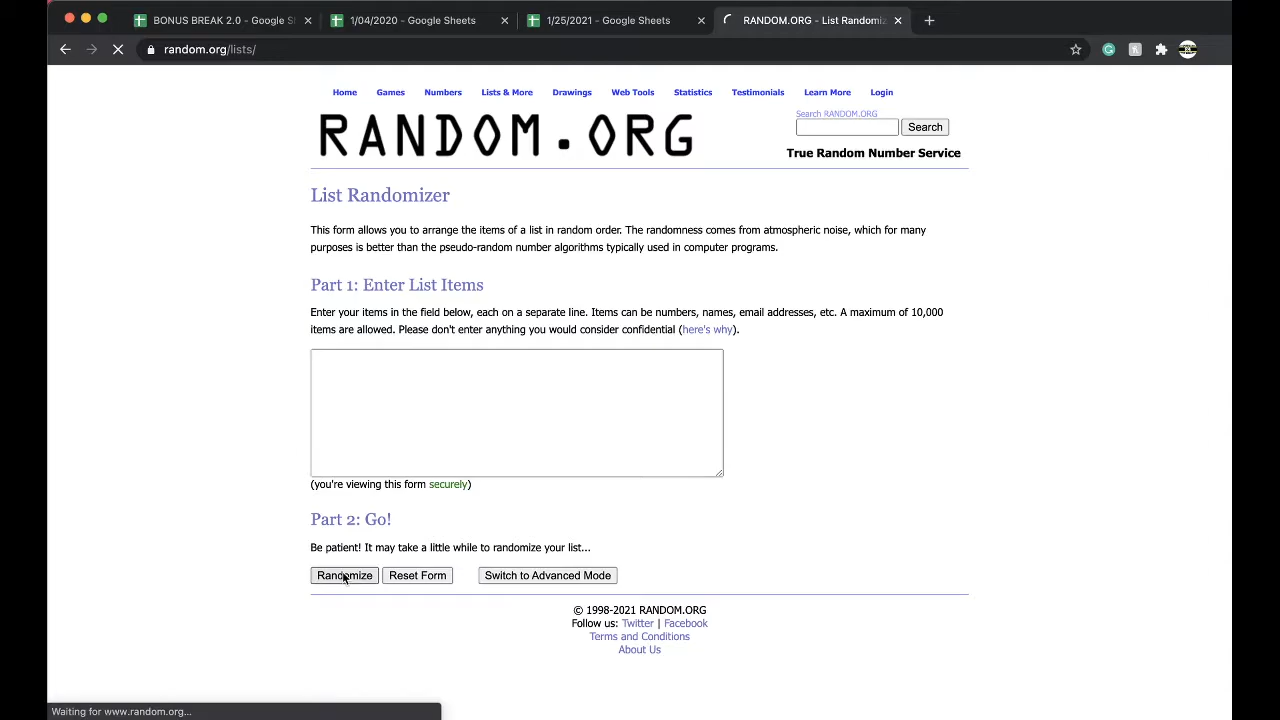 BONUS BREAK 2.0 - Google S
1/04/2020 - Google Sheets
1/25/2021 - Google Sheets
RANDOM.ORG - List Randomiz
random.org/lists/
Home Games Numbers Lists & More Drawings Web Tools Statistics Testimonials Learn More Login
RANDOM.ORG
Search RANDOM.ORG
Search
True Random Number Service
List Randomizer
This form allows you to arrange the items of a list in random order. The randomness comes from atmospheric noise, which for many
purposes is better than the pseudo-random number algorithms typically used in computer programs.
Part 1: Enter List Items
Enter your items in the field below, each on a separate line. Items can be numbers, names, email addresses, etc. A maximum of 10,000
items are allowed. Please don't enter anything you would consider confidential (here's why).
(you're viewing this form securely)
Part 2: Go!
Be patient! It may take a little while to randomize your list...
Randomize Reset Form Switch to Advanced Mode
© 1998-2021 RANDOM.ORG
Follow us: Twitter | Facebook
Terms and Conditions
About Us
Waiting for www.random.org...